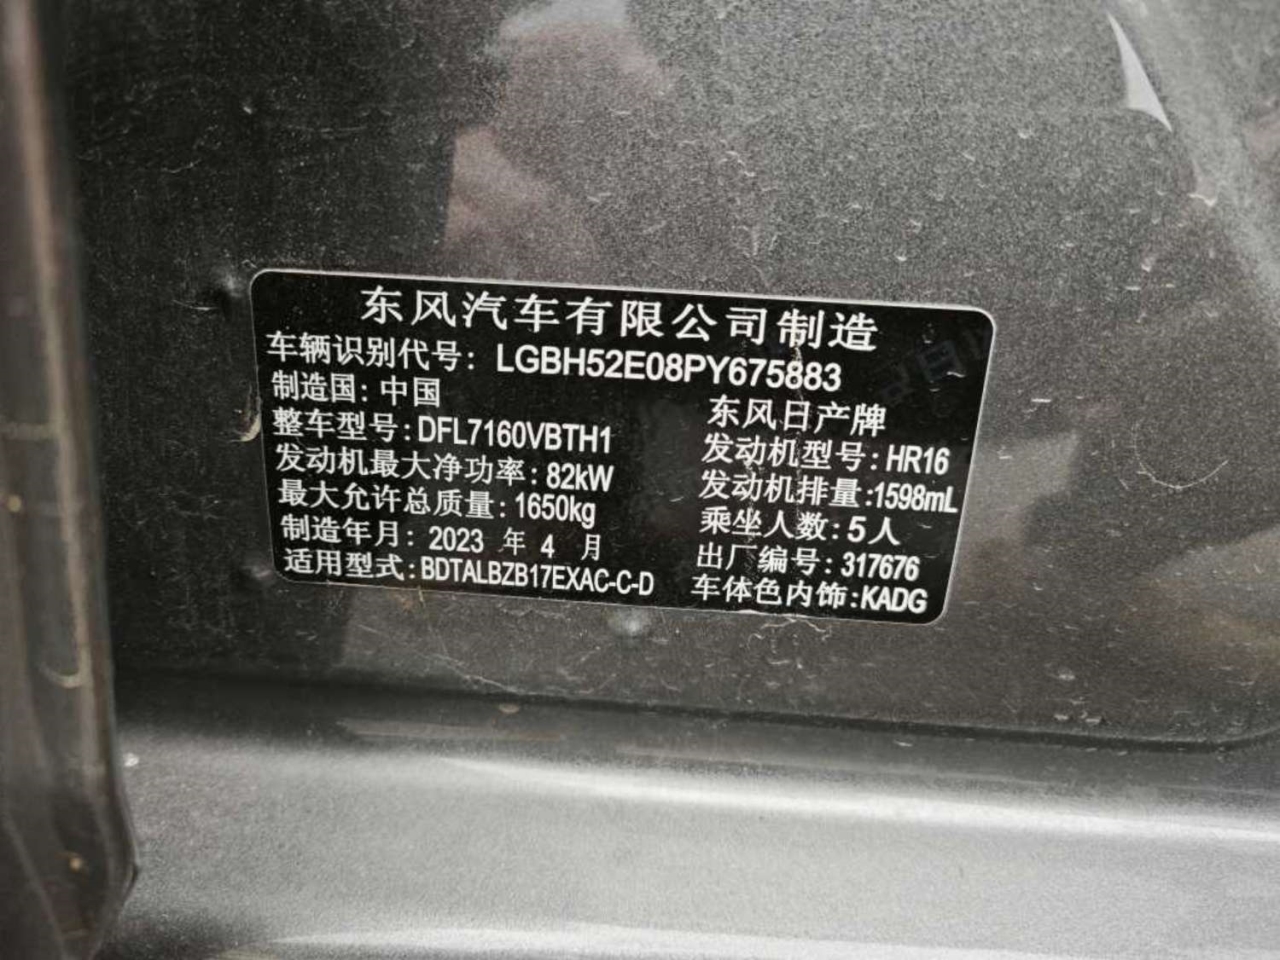 东风汽车有限公司制造
车辆识别代号: LGBH52E08PY675883
制造国: 中国 东风日产牌
整车型号: DFL7160VBTH1 发动机型号: HR16
发动机最大净功率: 82kW 发动机排量: 1598mL
最大允许总质量: 1650kg 乘坐人数: 5人
制造年月: 2023 年 4 月 出厂编号: 317676
适用型式: BDTALBZB17EXAC-C-D 车体色内饰: KADG